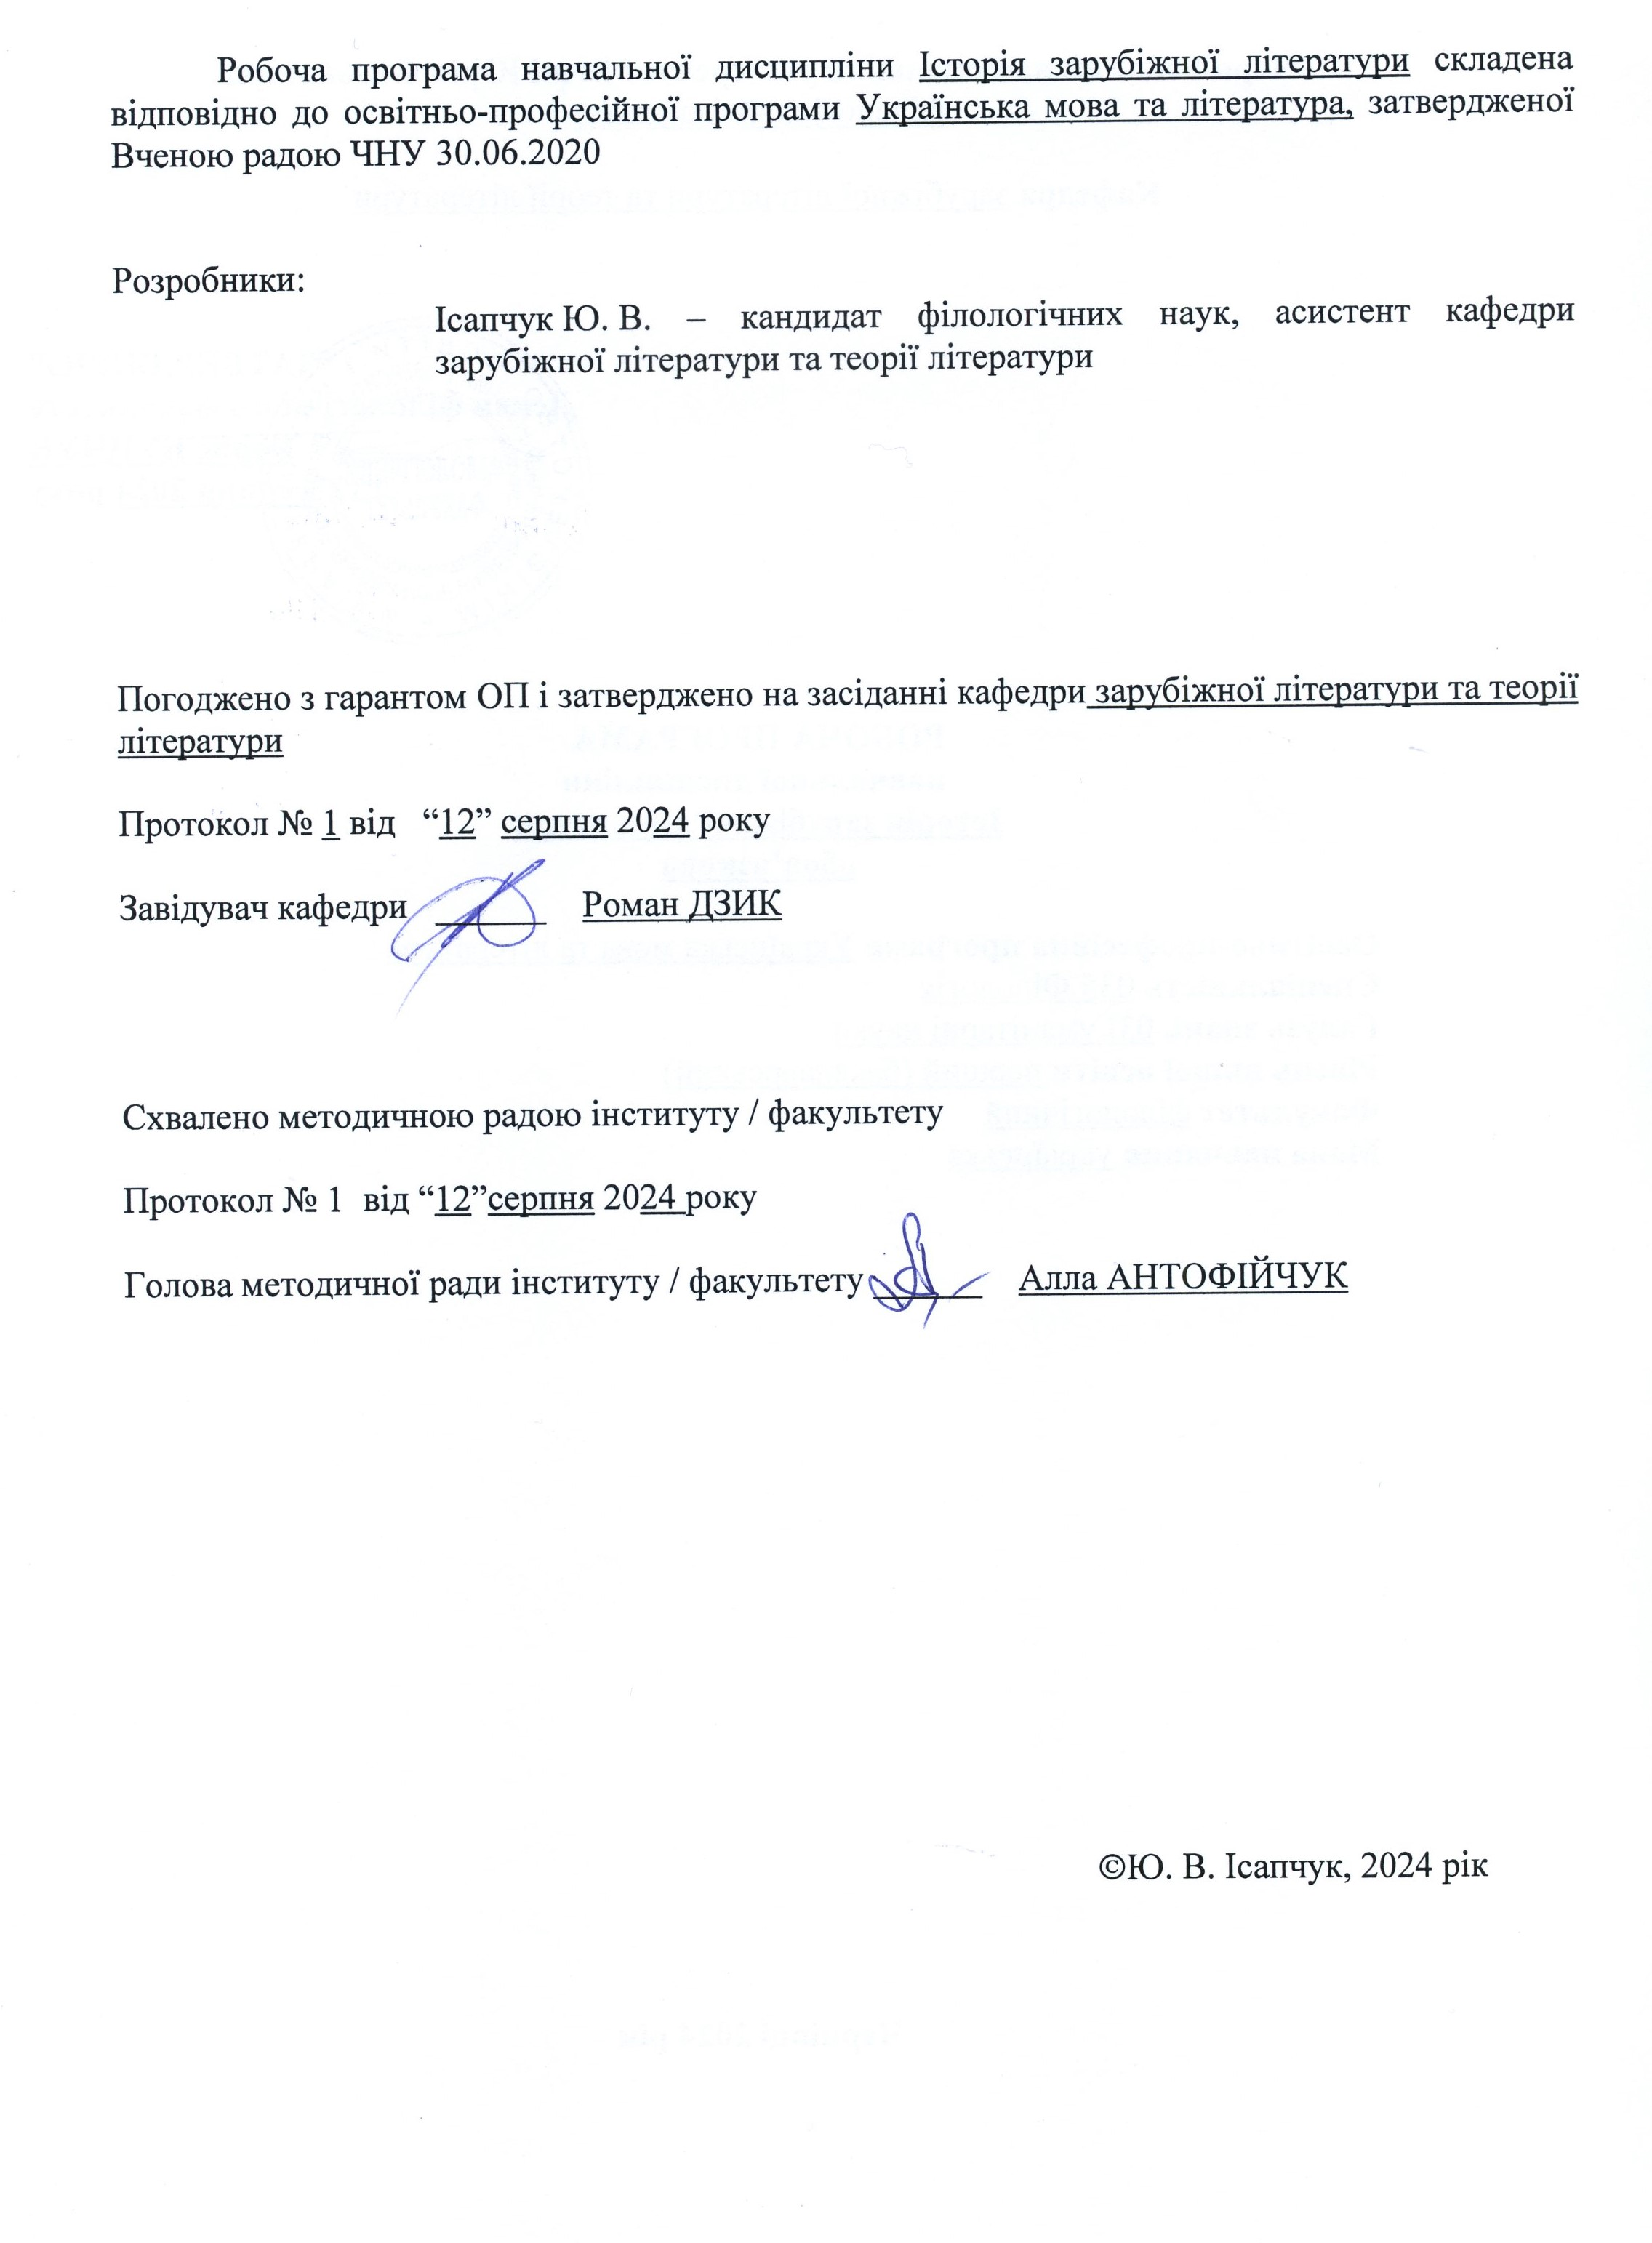 Робоча програма навчальної дисципліни Історія зарубіжної літератури складена
відповідно до освітньо-професійної програми Українська мова та література, затвердженої
Вченою радою ЧНУ 30.06.2020
Розробники:
Ісапчук Ю. В. – кандидат філологічних наук, асистент кафедри
зарубіжної літератури та теорії літератури
Погоджено з гарантом ОП і затверджено на засіданні кафедри зарубіжної літератури та теорії
літератури
Протокол № 1 від “12” серпня 2024 року
Завідувач кафедри ______ Роман ДЗИК
Схвалено методичною радою інституту / факультету
Протокол № 1 від “12”серпня 2024 року
Голова методичної ради інституту / факультету ______ Алла АНТОФІЙЧУК
©Ю. В. Ісапчук, 2024 рік